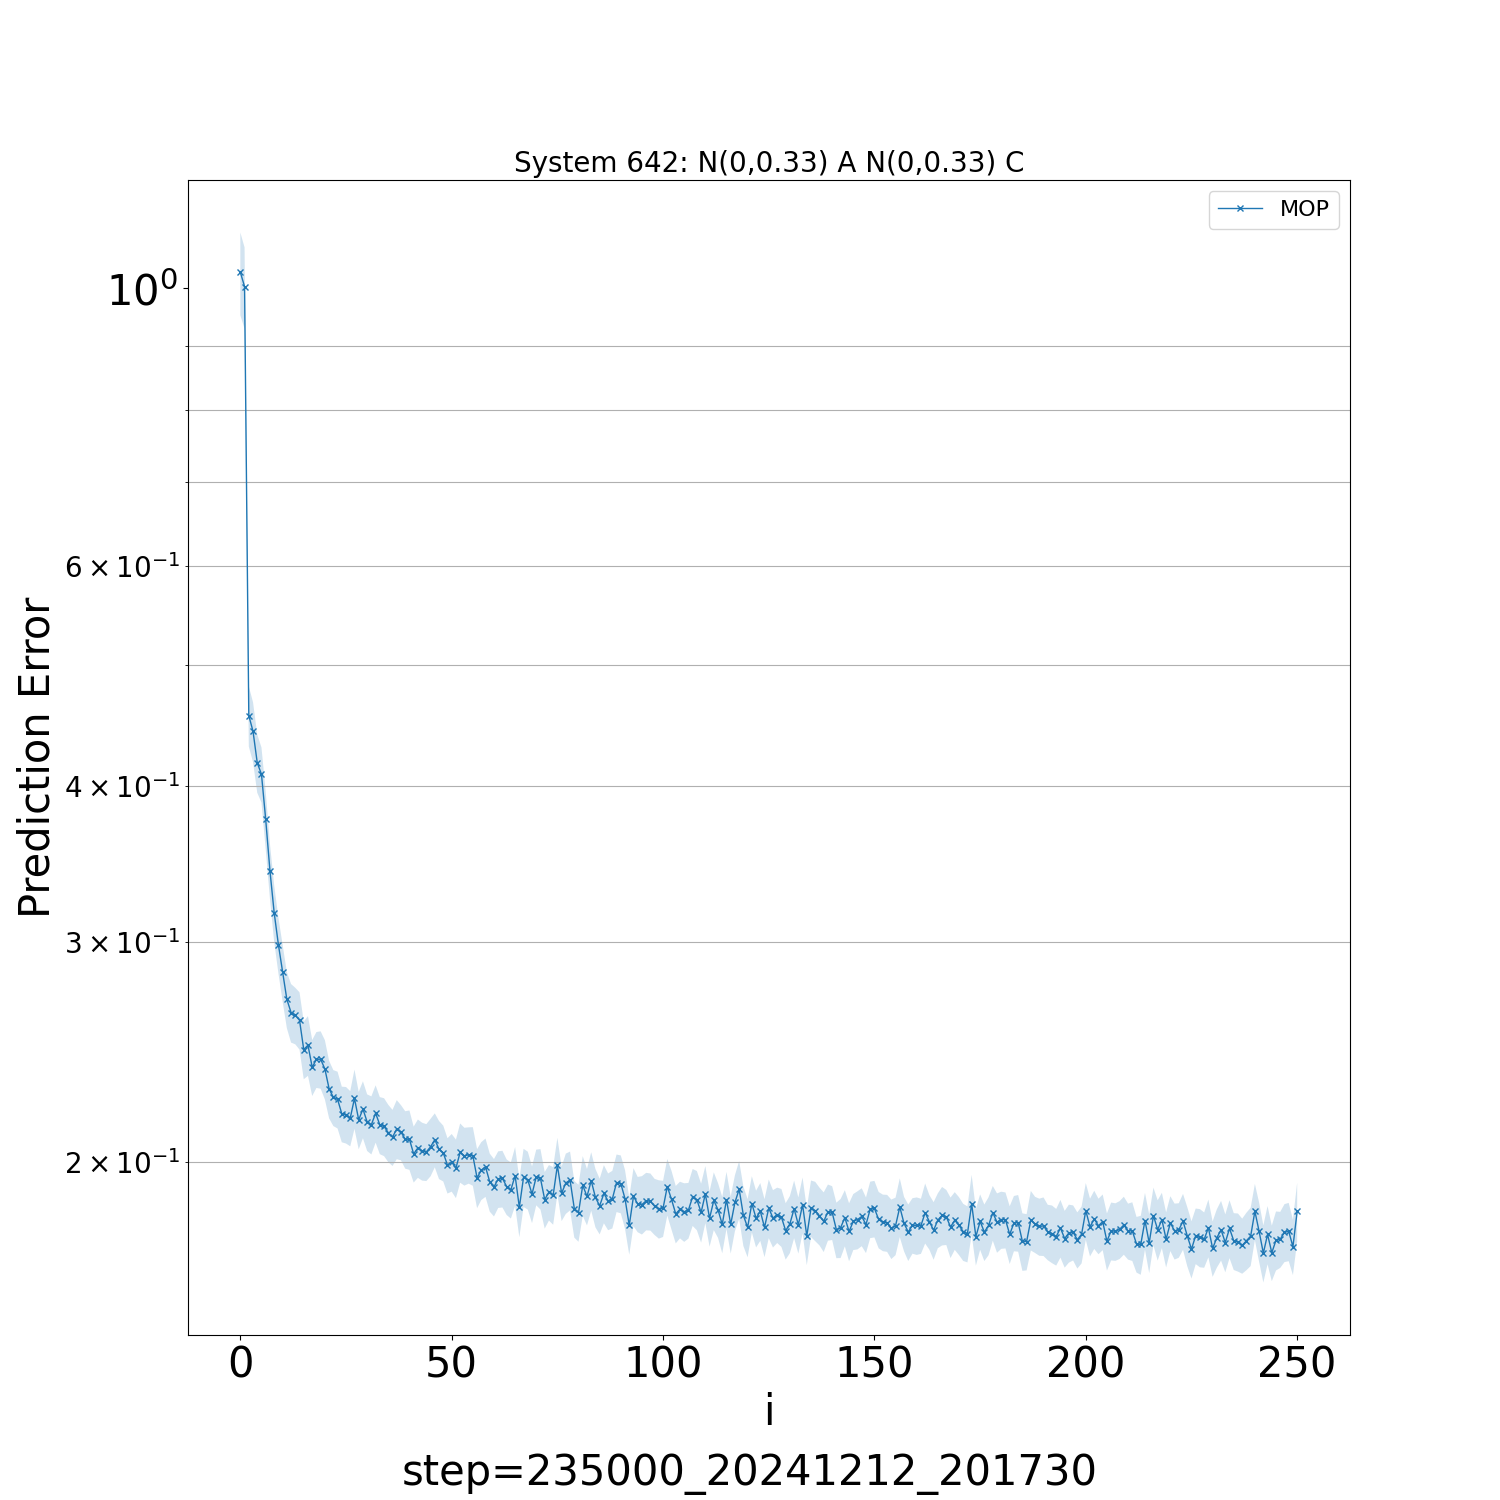 System 642: N(0,0.33) A N(0,0.33) C
MOP
10⁰
6 × 10⁻¹
4 × 10⁻¹
3 × 10⁻¹
2 × 10⁻¹
Prediction Error
0 50 100 150 200 250
i
step=235000_20241212_201730